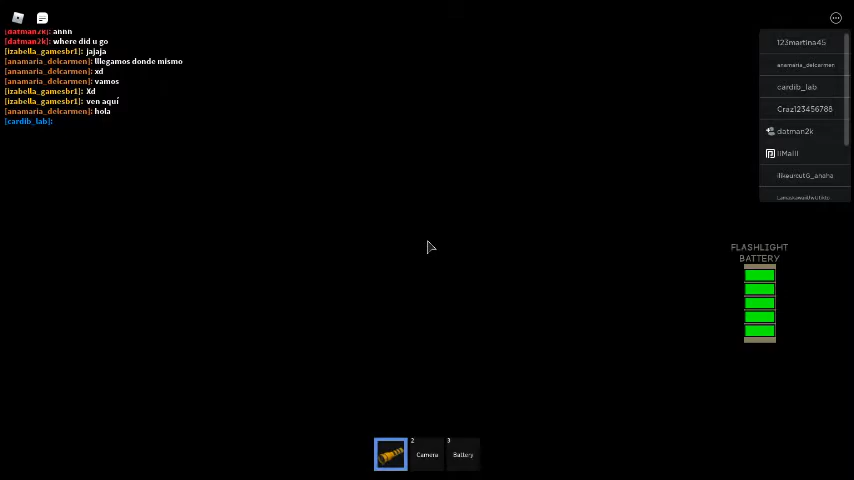 [datman2k]: annn
[datman2k]: where did u go
[izabella_gamesbr1]: jajaja
[anamaria_delcarmen]: lllegamos donde mismo
[anamaria_delcarmen]: xd
[anamaria_delcarmen]: vamos
[izabella_gamesbr1]: Xd
[izabella_gamesbr1]: ven aquí
[anamaria_delcarmen]: hola
[cardib_lab]:
123martina45
anamaria_delcarmen
cardib_lab
Craz123456788
datman2k
FLASHLIGHT
BATTERY
2
Camera
3
Battery